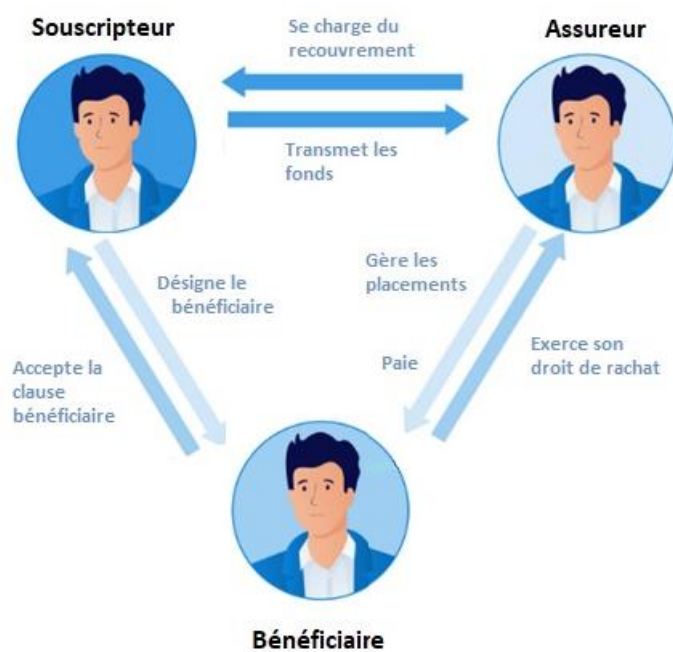 Souscripteur
Se charge du
recouvrement
Assureur
Transmet les
fonds
Désigne le
bénéficiaire
Gère les
placements
Accepte la
clause
bénéficiaire
Paie
Exerce son
droit de rachat
Bénéficiaire